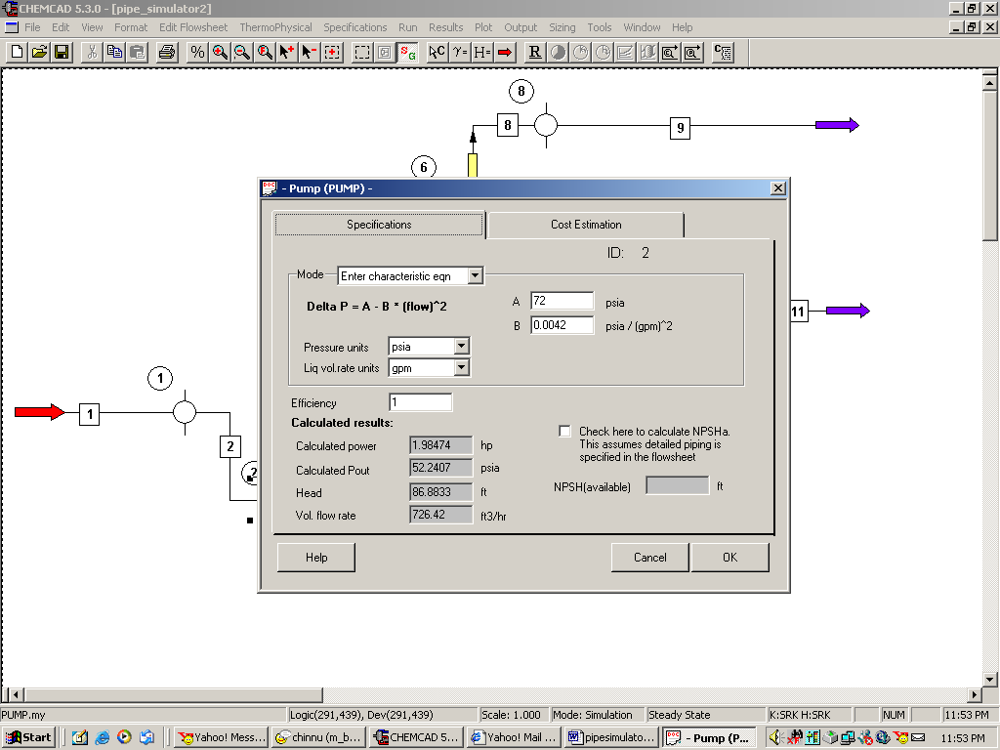 CHEMCAD 5.3.0 - [pipe_simulator2]
File Edit View Format Edit Flowsheet ThermoPhysical Specifications Run Results Plot Output Sizing Tools Window Help
% S G C γ= H= R C
8
8
9
6
- Pump (PUMP) -
Specifications Cost Estimation
ID: 2
Mode Enter characteristic eqn
Delta P = A - B * (flow)^2
A 72 psia
B 0.0042 psia / (gpm)^2
Pressure units psia
Liq vol.rate units gpm
11
1
1
2
2
Efficiency 1
Calculated results:
Calculated power 1.98474 hp
Calculated Pout 52.2407 psia
Head 86.8833 ft
Vol. flow rate 726.42 ft3/hr
Check here to calculate NPSHa.
This assumes detailed piping is
specified in the flowsheet
NPSH(available) ft
Help Cancel OK
PUMP.my Logic(291,439), Dev(291,439) Scale: 1.000 Mode: Simulation Steady State K:SRK H:SRK NUM 11:53 PM
Start Yahoo! Mess... chinnu (m_b... CHEMCAD 5.... Yahoo! Mail ... pipesimulato... - Pump (P... 11:53 PM